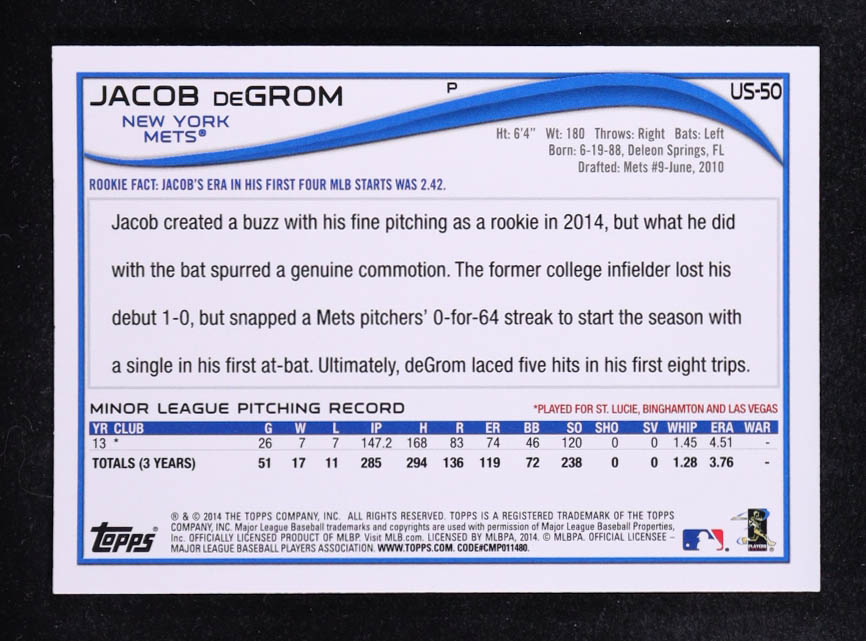 JACOB DEGROM P US-50
NEW YORK
METS®
Ht: 6'4" Wt: 180 Throws: Right Bats: Left
Born: 6-19-88, Deleon Springs, FL
Drafted: Mets #9-June, 2010
ROOKIE FACT: JACOB'S ERA IN HIS FIRST FOUR MLB STARTS WAS 2.42.
Jacob created a buzz with his fine pitching as a rookie in 2014, but what he did
with the bat spurred a genuine commotion. The former college infielder lost his
debut 1-0, but snapped a Mets pitchers' 0-for-64 streak to start the season with
a single in his first at-bat. Ultimately, deGrom laced five hits in his first eight trips.
MINOR LEAGUE PITCHING RECORD *PLAYED FOR ST. LUCIE, BINGHAMTON AND LAS VEGAS
YR CLUB G W L IP H R ER BB SO SHO SV WHIP ERA WAR
13 * 26 7 7 147.2 168 83 74 46 120 0 0 1.45 4.51 -
TOTALS (3 YEARS) 51 17 11 285 294 136 119 72 238 0 0 1.28 3.76 -
® & © 2014 THE TOPPS COMPANY, INC. ALL RIGHTS RESERVED. TOPPS IS A REGISTERED TRADEMARK OF THE TOPPS
COMPANY, INC. Major League Baseball trademarks and copyrights are used with permission of Major League Baseball Properties,
Inc. OFFICIALLY LICENSED PRODUCT OF MLBP. Visit MLB.com. LICENSED BY MLBPA, 2014. © MLBPA. OFFICIAL LICENSEE –
MAJOR LEAGUE BASEBALL PLAYERS ASSOCIATION. WWW.TOPPS.COM. CODE#CMP011480.
Topps®
PLAYERS